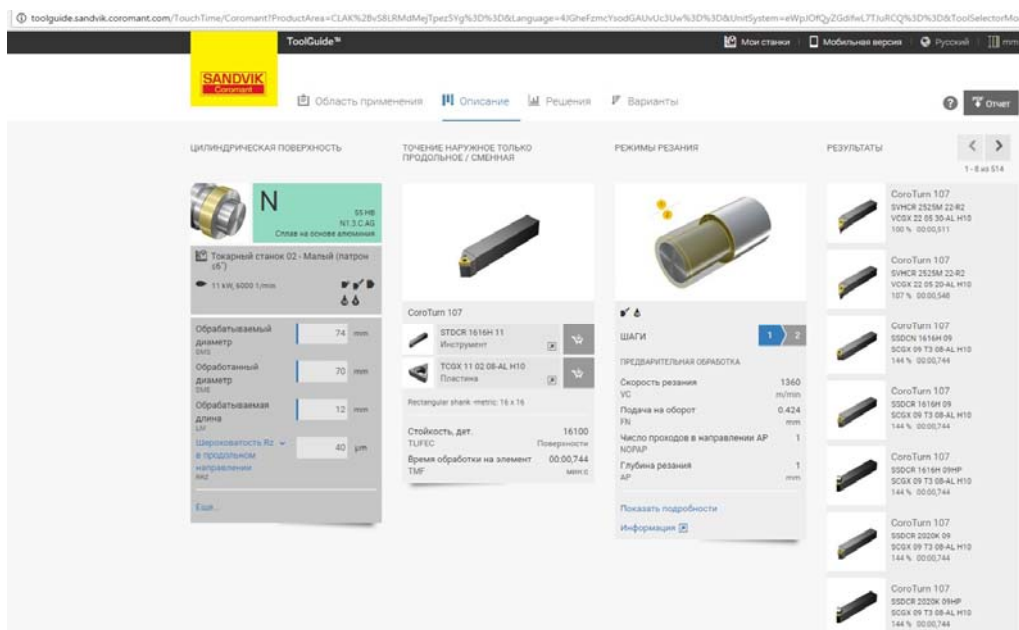 toolguide.sandvik.coromant.com/TouchTime/Coromant?ProductArea=CLAK%2BvS8LRMdMejTpez5Yg%3D%3D&Language=4JGheFzmcYsodGAUvUc3Uw%3D%3D&UnitSystem=eWpJOfQyZGdifwL7TJuRCQ%3D%3D&ToolSelectorMo
ToolGuide™
Мои станки
Мобильная версия
Русский
mm
SANDVIK
Coromant
Область применения
Описание
Решения
Варианты
?
Отчет
ЦИЛИНДРИЧЕСКАЯ ПОВЕРХНОСТЬ
N
55 HB
N1.3.C.AG
Сплав на основе алюминия
Токарный станок 02 - Малый (патрон
≤6")
11 kW, 6000 1/min
Обрабатываемый
диаметр
DMS
74 mm
Обработанный
диаметр
DME
70 mm
Обрабатываемая
длина
LM
12 mm
Шероховатость Rz
в продольном
направлении
40 μm
Еще...
ТОЧЕНИЕ НАРУЖНОЕ ТОЛЬКО
ПРОДОЛЬНОЕ / СМЕННАЯ
CoroTurn 107
STDCR 1616H 11
Инструмент
TCGX 11 02 08-AL H10
Пластина
Rectangular shank -metric: 16 x 16
Стойкость, дет. 16100
TLIFEC Поверхности
Время обработки на элемент 00:00,744
TMF мин:с
РЕЖИМЫ РЕЗАНИЯ
ШАГИ
1 2
ПРЕДВАРИТЕЛЬНАЯ ОБРАБОТКА
Скорость резания 1360
VC m/min
Подача на оборот 0.424
FN mm
Число проходов в направлении AP 1
NOPAP
Глубина резания 1
AP mm
Показать подробности
Информация
РЕЗУЛЬТАТЫ
1 - 8 из 514
CoroTurn 107
SVHCR 2525M 22-R2
VCGX 22 05 30-AL H10
100 % 00:00,511
CoroTurn 107
SVHCR 2525M 22-R2
VCGX 22 05 20-AL H10
107 % 00:00,548
CoroTurn 107
SSDCN 1616H 09
SCGX 09 T3 08-AL H10
144 % 00:00,744
CoroTurn 107
SSDCR 1616H 09
SCGX 09 T3 08-AL H10
144 % 00:00,744
CoroTurn 107
SSDCR 1616H 09HP
SCGX 09 T3 08-AL H10
144 % 00:00,744
CoroTurn 107
SSDCR 2020K 09
SCGX 09 T3 08-AL H10
144 % 00:00,744
CoroTurn 107
SSDCR 2020K 09HP
SCGX 09 T3 08-AL H10
144 % 00:00,744